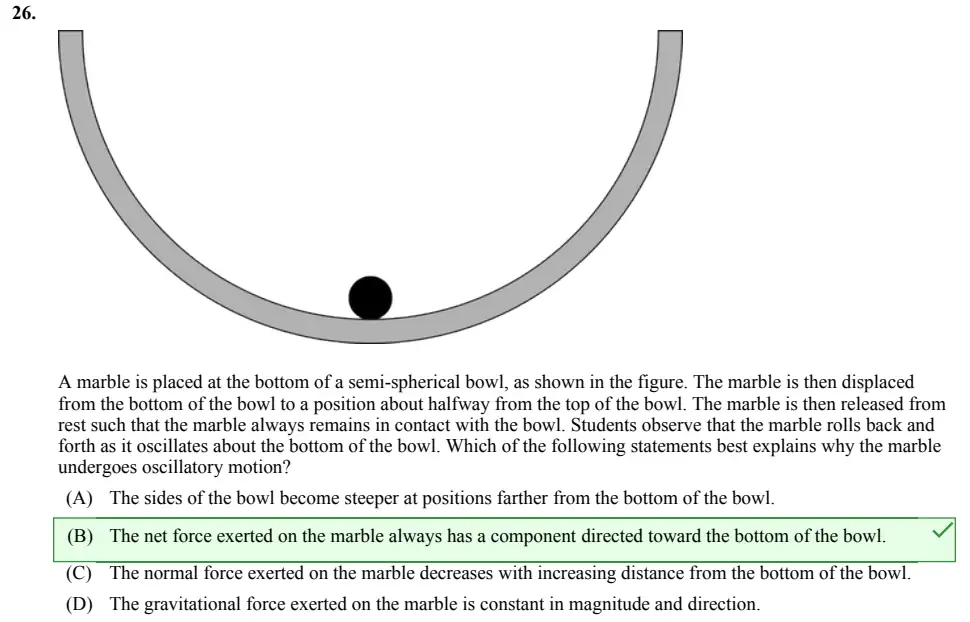 26.
A marble is placed at the bottom of a semi-spherical bowl, as shown in the figure. The marble is then displaced
from the bottom of the bowl to a position about halfway from the top of the bowl. The marble is then released from
rest such that the marble always remains in contact with the bowl. Students observe that the marble rolls back and
forth as it oscillates about the bottom of the bowl. Which of the following statements best explains why the marble
undergoes oscillatory motion?
(A) The sides of the bowl become steeper at positions farther from the bottom of the bowl.
(B) The net force exerted on the marble always has a component directed toward the bottom of the bowl.
(C) The normal force exerted on the marble decreases with increasing distance from the bottom of the bowl.
(D) The gravitational force exerted on the marble is constant in magnitude and direction.